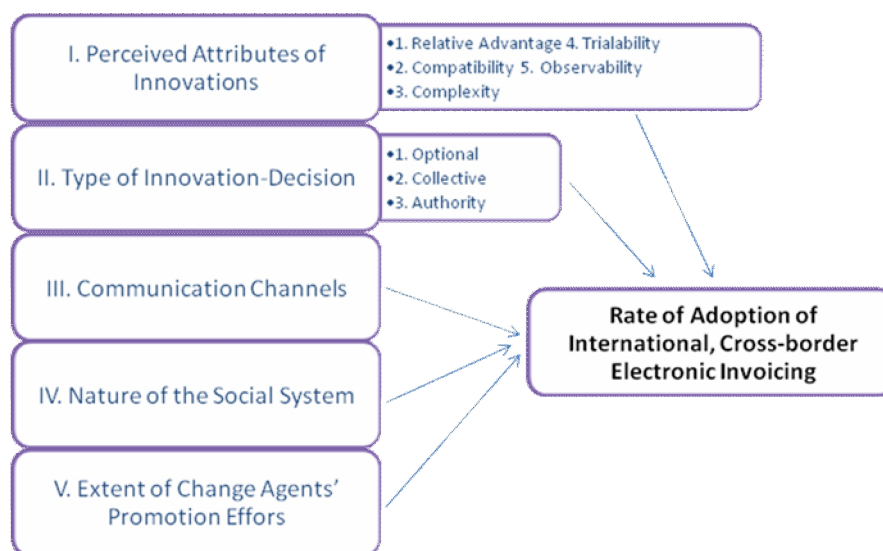 I. Perceived Attributes of
Innovations
•1. Relative Advantage 4. Trialability
•2. Compatibility 5. Observability
•3. Complexity
II. Type of Innovation-Decision
•1. Optional
•2. Collective
•3. Authority
III. Communication Channels
IV. Nature of the Social System
V. Extent of Change Agents'
Promotion Effors
Rate of Adoption of
International, Cross-border
Electronic Invoicing